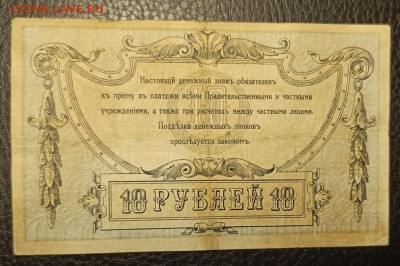 COINS.LAVE.RU
Настоящій денежный знакъ обязателенъ
къ пріему въ платежи всѣми Правительственными и частными
учрежденіями, а также при расчетахъ между частными лицами.
Поддѣлка денежныхъ знаковъ
преслѣдуется закономъ.
10 РУБЛЕЙ 10